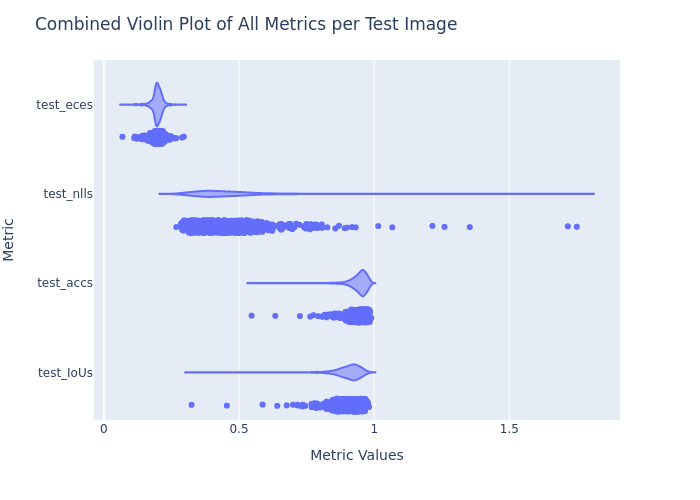 Combined Violin Plot of All Metrics per Test Image
test_eces
test_nlls
test_accs
test_IoUs
Metric
0
0.5
1
1.5
Metric Values